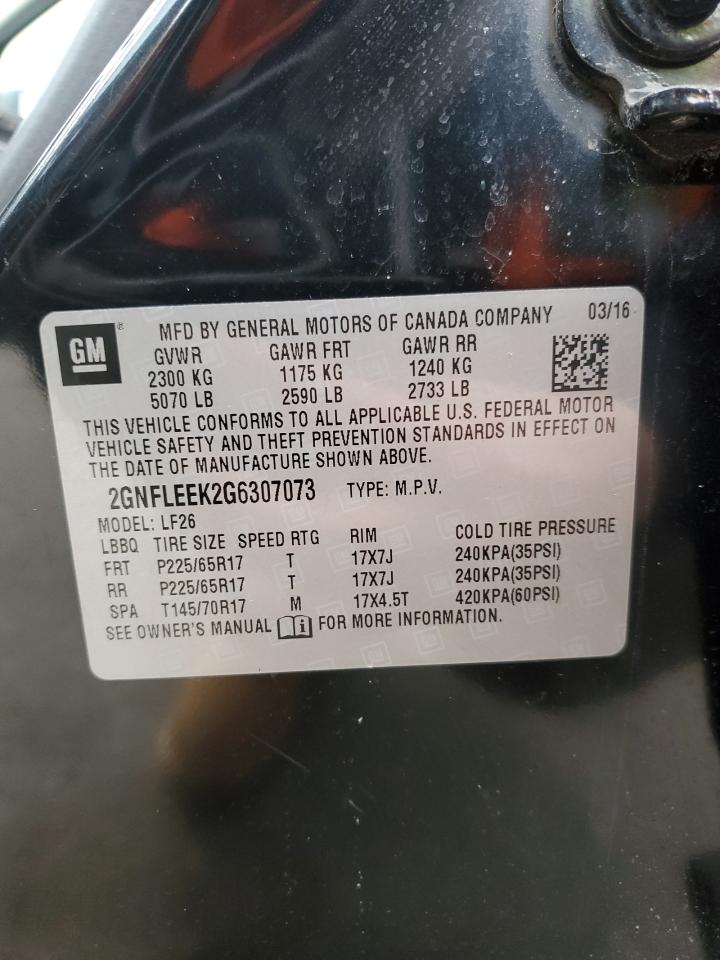 GM ® MFD BY GENERAL MOTORS OF CANADA COMPANY 03/16
GVWR GAWR FRT GAWR RR
2300 KG 1175 KG 1240 KG
5070 LB 2590 LB 2733 LB
THIS VEHICLE CONFORMS TO ALL APPLICABLE U.S. FEDERAL MOTOR
VEHICLE SAFETY AND THEFT PREVENTION STANDARDS IN EFFECT ON
THE DATE OF MANUFACTURE SHOWN ABOVE.
2GNFLEEK2G6307073 TYPE: M.P.V.
MODEL: LF26
LBBQ TIRE SIZE SPEED RTG RIM COLD TIRE PRESSURE
FRT P225/65R17 T 17X7J 240KPA(35PSI)
RR P225/65R17 T 17X7J 240KPA(35PSI)
SPA T145/70R17 M 17X4.5T 420KPA(60PSI)
SEE OWNER'S MANUAL i FOR MORE INFORMATION.